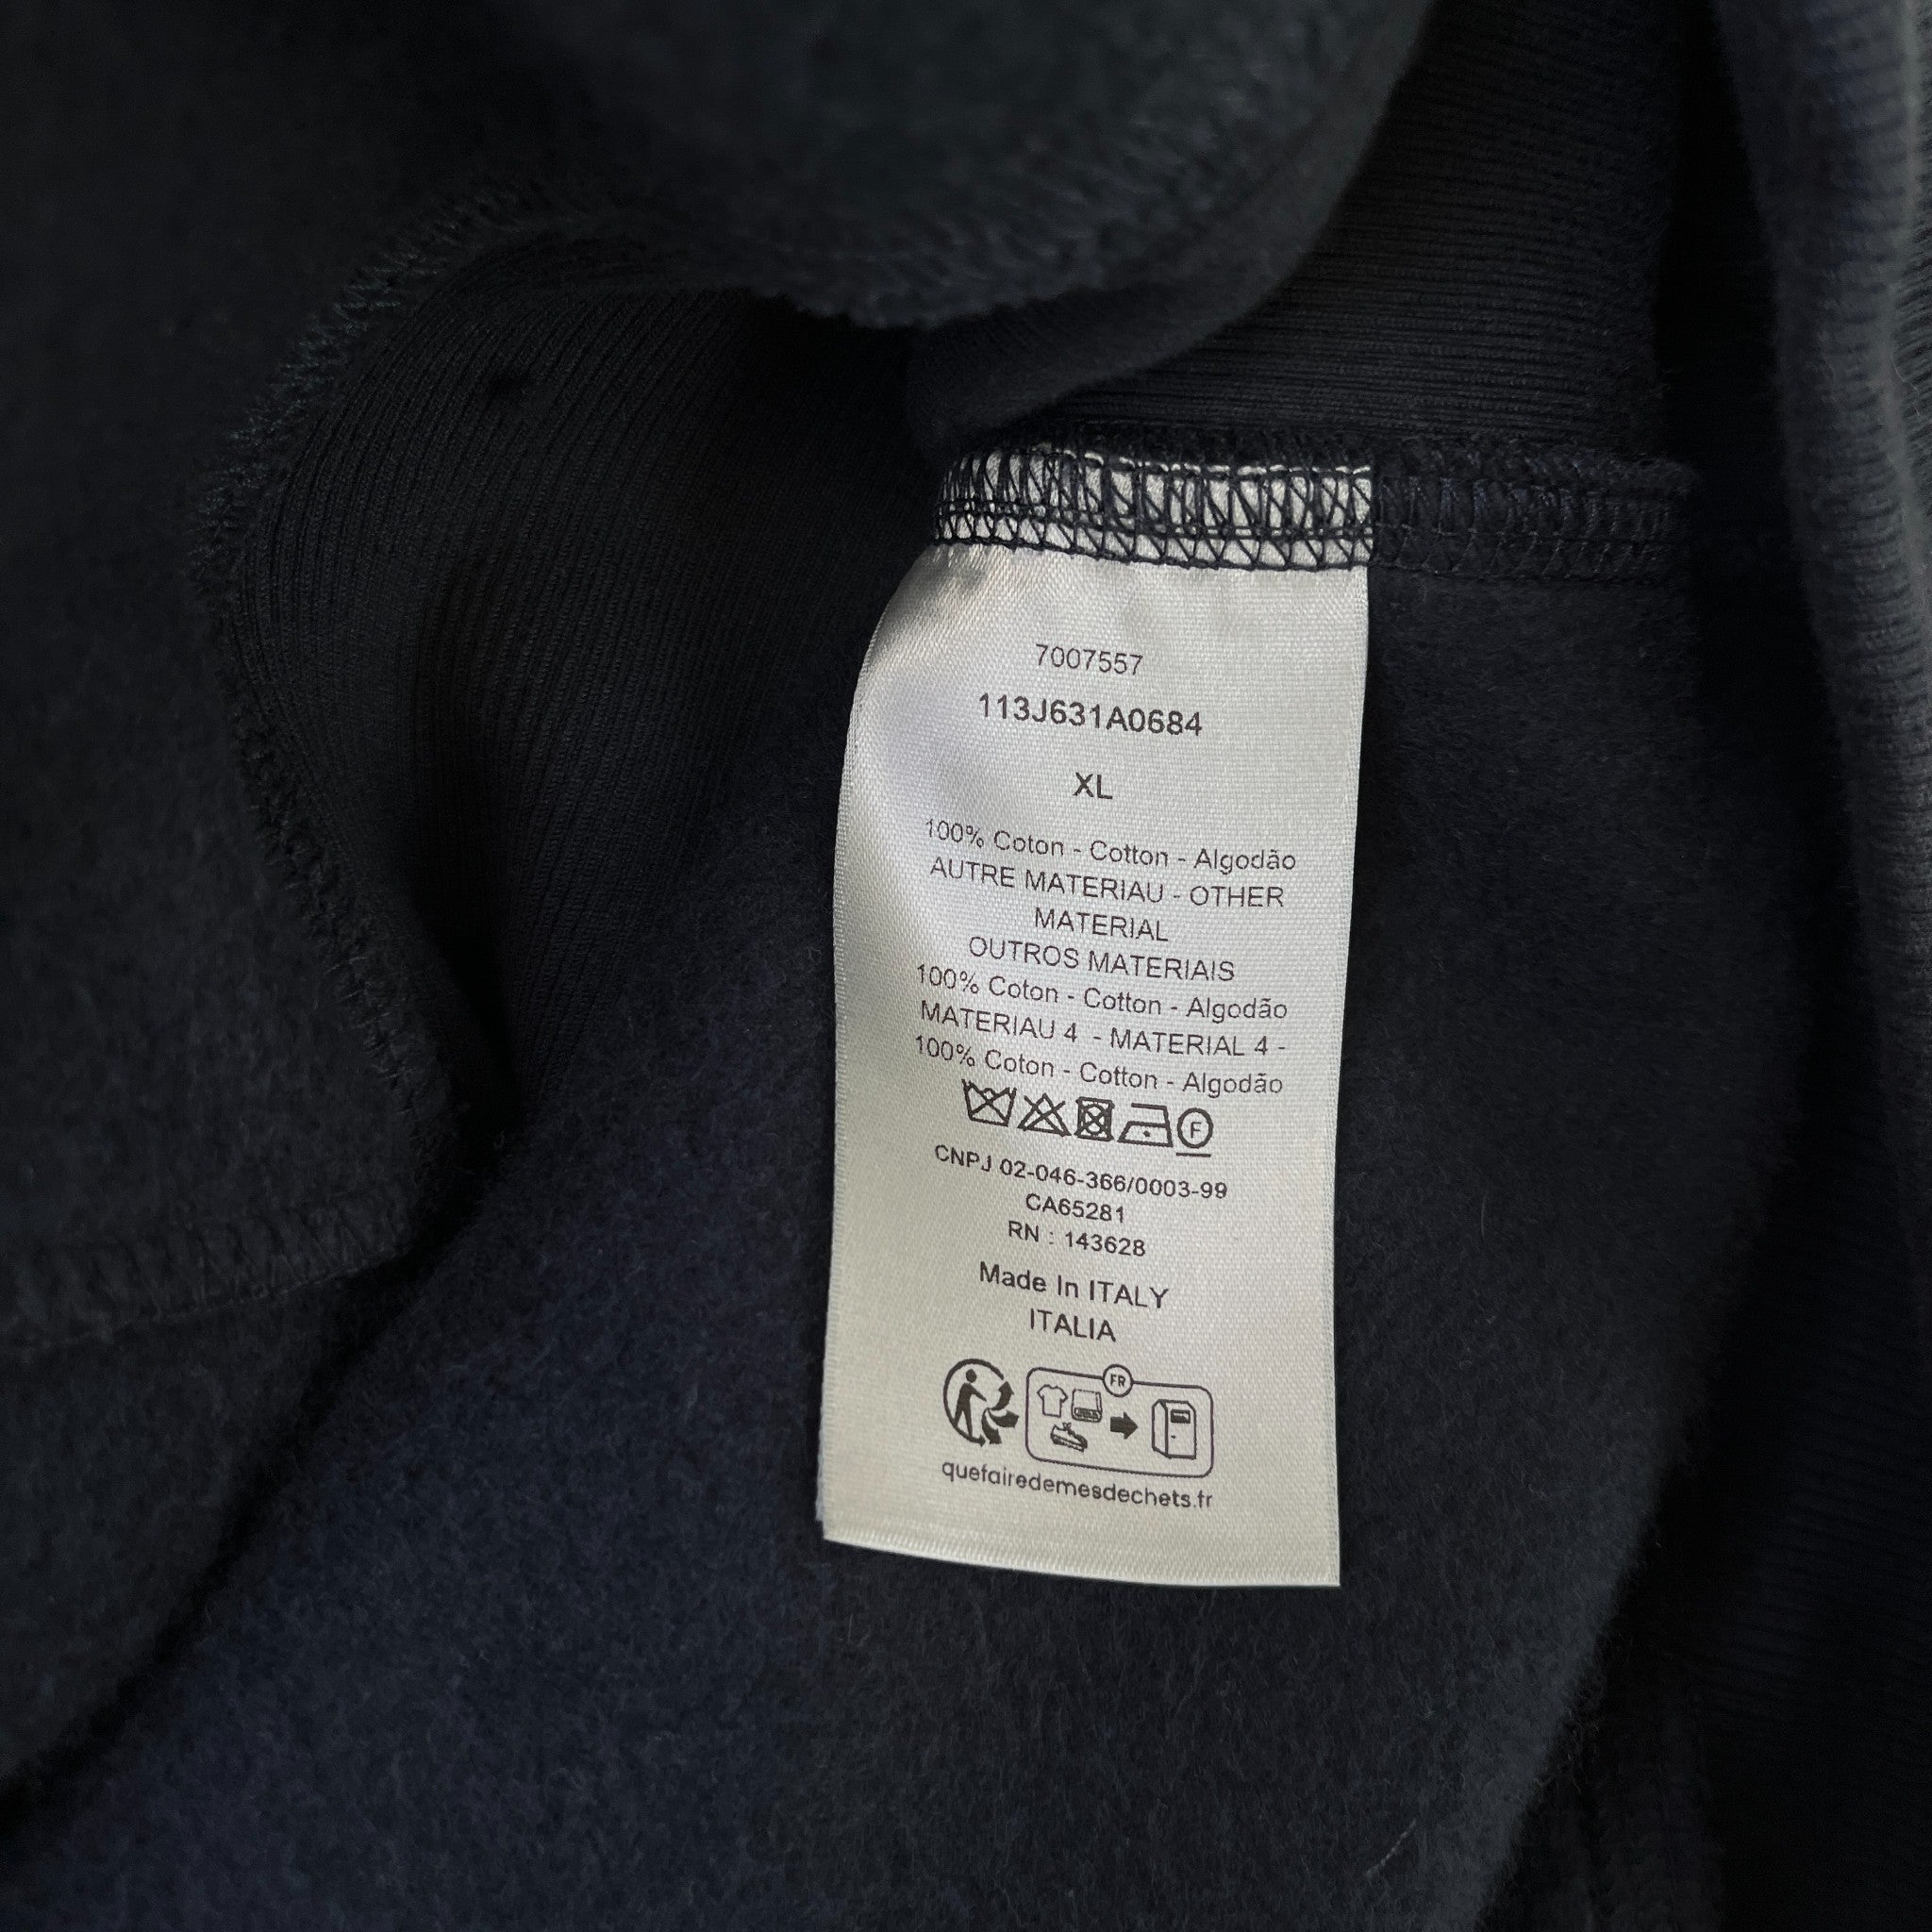 7007557
113J631A0684
XL
100% Coton - Cotton - Algodão
AUTRE MATERIAU - OTHER
MATERIAL
OUTROS MATERIAIS
100% Coton - Cotton - Algodão
MATERIAU 4 - MATERIAL 4 -
100% Coton - Cotton - Algodão
F
CNPJ 02-046-366/0003-99
CA65281
RN : 143628
Made In ITALY
ITALIA
FR
quefairedemesdechets.fr